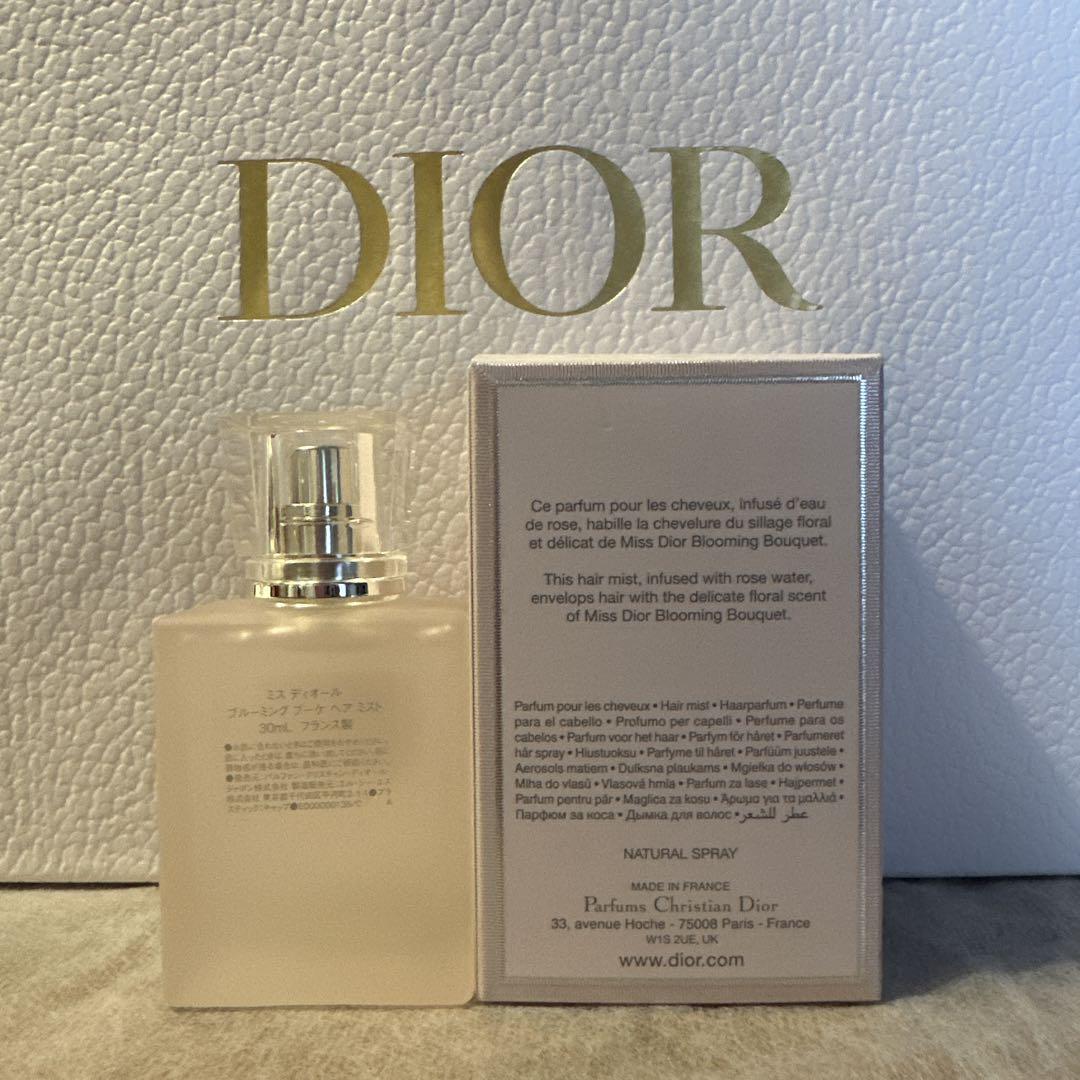 DIOR
ミス ディオール
ブルーミング ブーケ ヘア ミスト
30mL フランス製
Ce parfum pour les cheveux, infusé d'eau
de rose, habille la chevelure du sillage floral
et délicat de Miss Dior Blooming Bouquet.
This hair mist, infused with rose water,
envelops hair with the delicate floral scent
of Miss Dior Blooming Bouquet.
Parfum pour les cheveux • Hair mist • Haarparfum • Perfume
para el cabello • Profumo per capelli • Perfume para os
cabelos • Parfum voor het haar • Parfym för håret • Parfumeret
hår spray • Hiustuoksu • Parfyme til håret • Parfüüm juustele •
Aerosols matiem • Dulksna plaukams • Mgiełka do włosów •
Mlha do vlasů • Vlasová hmla • Parfum za lase • Hajpermet •
Parfum pentru păr • Maglica za kosu • Άρωμα για τα μαλλιά •
Парфюм за коса • Дымка для волос • عطر للشعر
NATURAL SPRAY
MADE IN FRANCE
Parfums Christian Dior
33, avenue Hoche - 75008 Paris - France
W1S 2UE, UK
www.dior.com